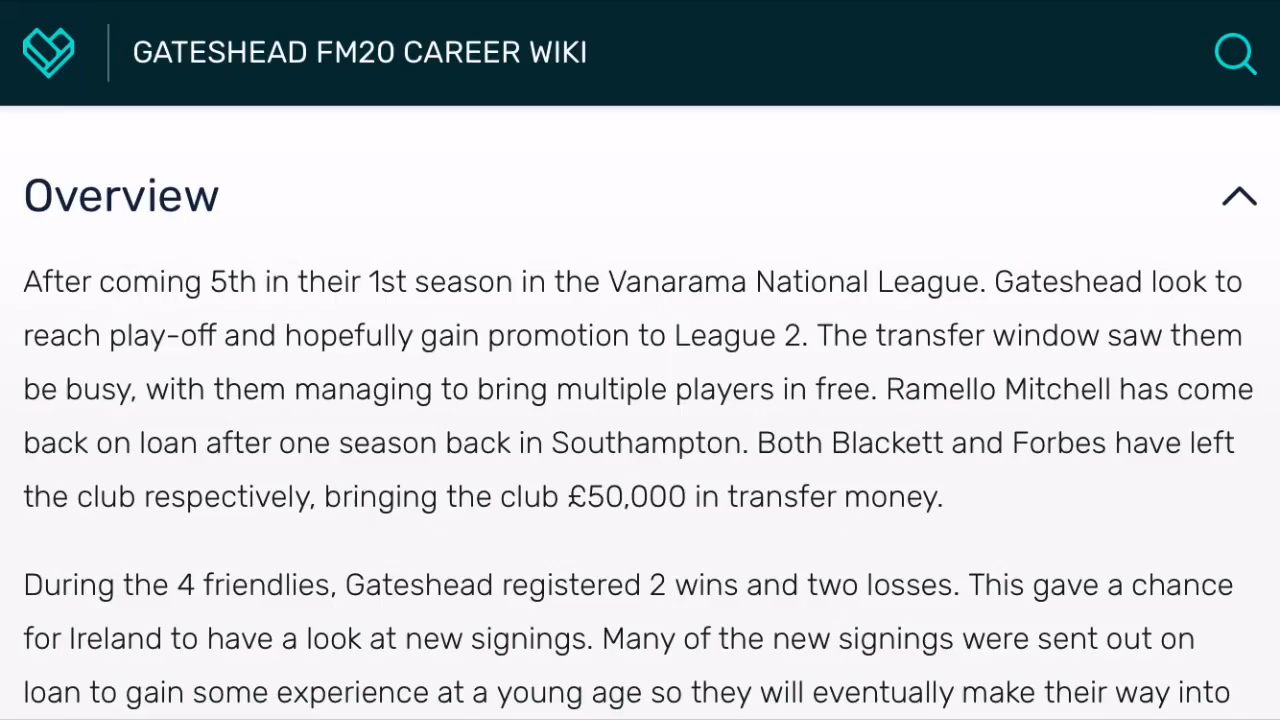 GATESHEAD FM20 CAREER WIKI
Overview
After coming 5th in their 1st season in the Vanarama National League. Gateshead look to
reach play-off and hopefully gain promotion to League 2. The transfer window saw them
be busy, with them managing to bring multiple players in free. Ramello Mitchell has come
back on loan after one season back in Southampton. Both Blackett and Forbes have left
the club respectively, bringing the club £50,000 in transfer money.
During the 4 friendlies, Gateshead registered 2 wins and two losses. This gave a chance
for Ireland to have a look at new signings. Many of the new signings were sent out on
loan to gain some experience at a young age so they will eventually make their way into